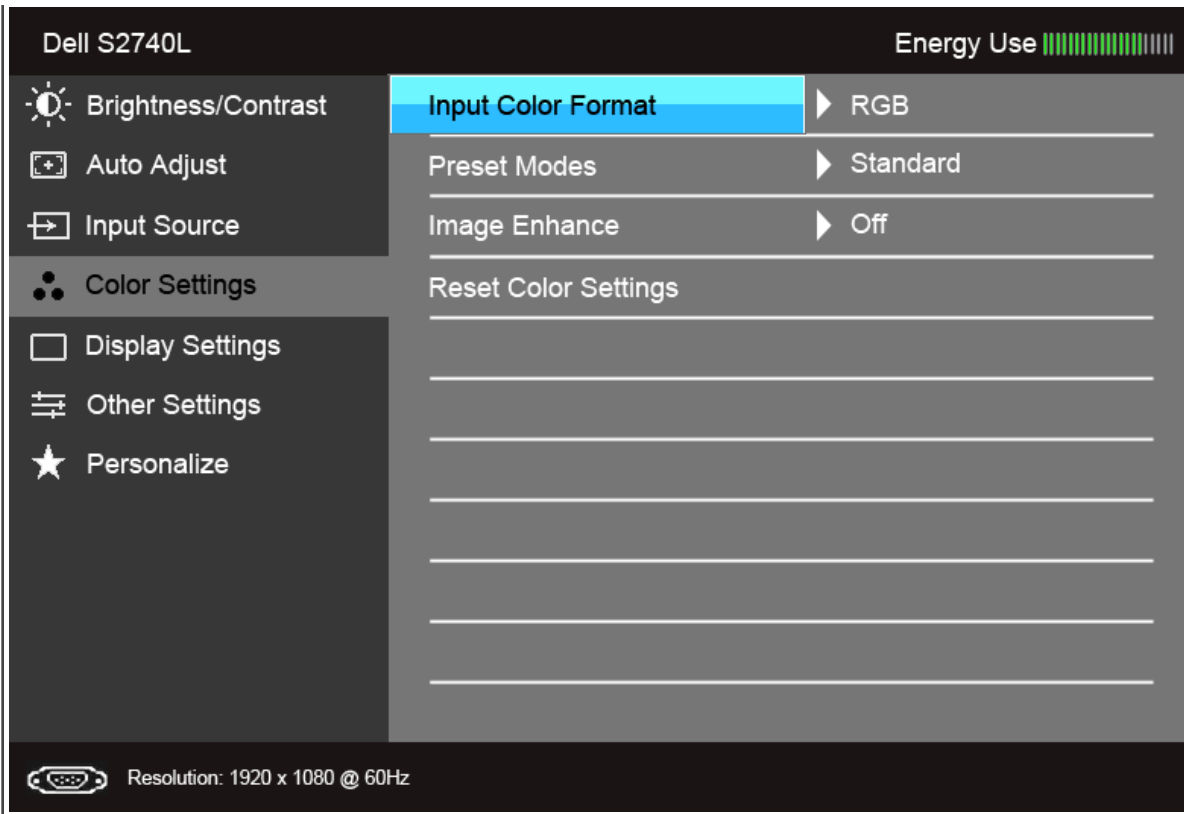 Dell S2740L
Energy Use
Brightness/Contrast
Auto Adjust
Input Source
Color Settings
Display Settings
Other Settings
Personalize
Input Color Format RGB
Preset Modes Standard
Image Enhance Off
Reset Color Settings
Resolution: 1920 x 1080 @ 60Hz